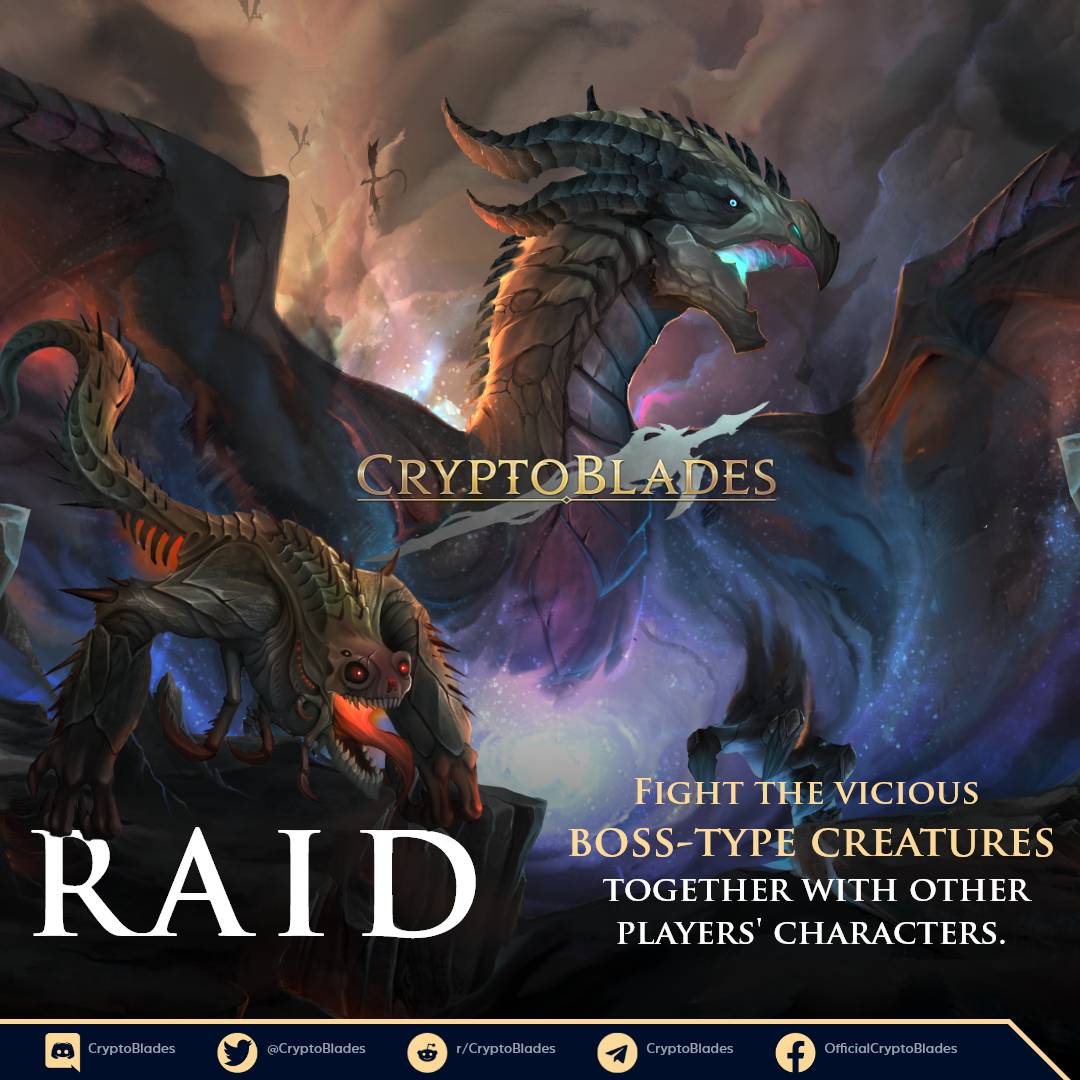 CryptoBlades
RAID
Fight the vicious
boss-type creatures
together with other
players' characters.
CryptoBlades
@CryptoBlades
r/CryptoBlades
CryptoBlades
OfficialCryptoBlades